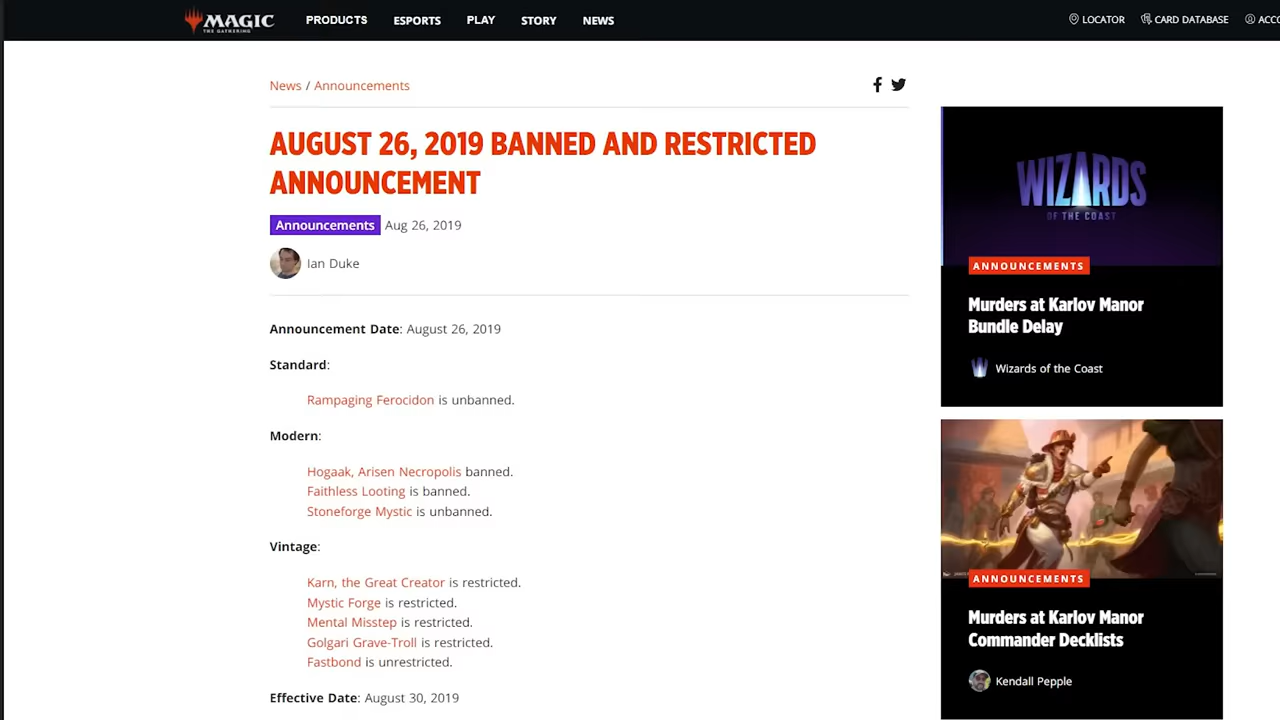 MAGIC
THE GATHERING
PRODUCTS ESPORTS PLAY STORY NEWS
LOCATOR CARD DATABASE ACCO
News / Announcements
AUGUST 26, 2019 BANNED AND RESTRICTED
ANNOUNCEMENT
Announcements Aug 26, 2019
Ian Duke
Announcement Date: August 26, 2019
Standard:
Rampaging Ferocidon is unbanned.
Modern:
Hogaak, Arisen Necropolis banned.
Faithless Looting is banned.
Stoneforge Mystic is unbanned.
Vintage:
Karn, the Great Creator is restricted.
Mystic Forge is restricted.
Mental Misstep is restricted.
Golgari Grave-Troll is restricted.
Fastbond is unrestricted.
Effective Date: August 30, 2019
WIZARDS
OF THE COAST
ANNOUNCEMENTS
Murders at Karlov Manor
Bundle Delay
Wizards of the Coast
ANNOUNCEMENTS
Murders at Karlov Manor
Commander Decklists
Kendall Pepple